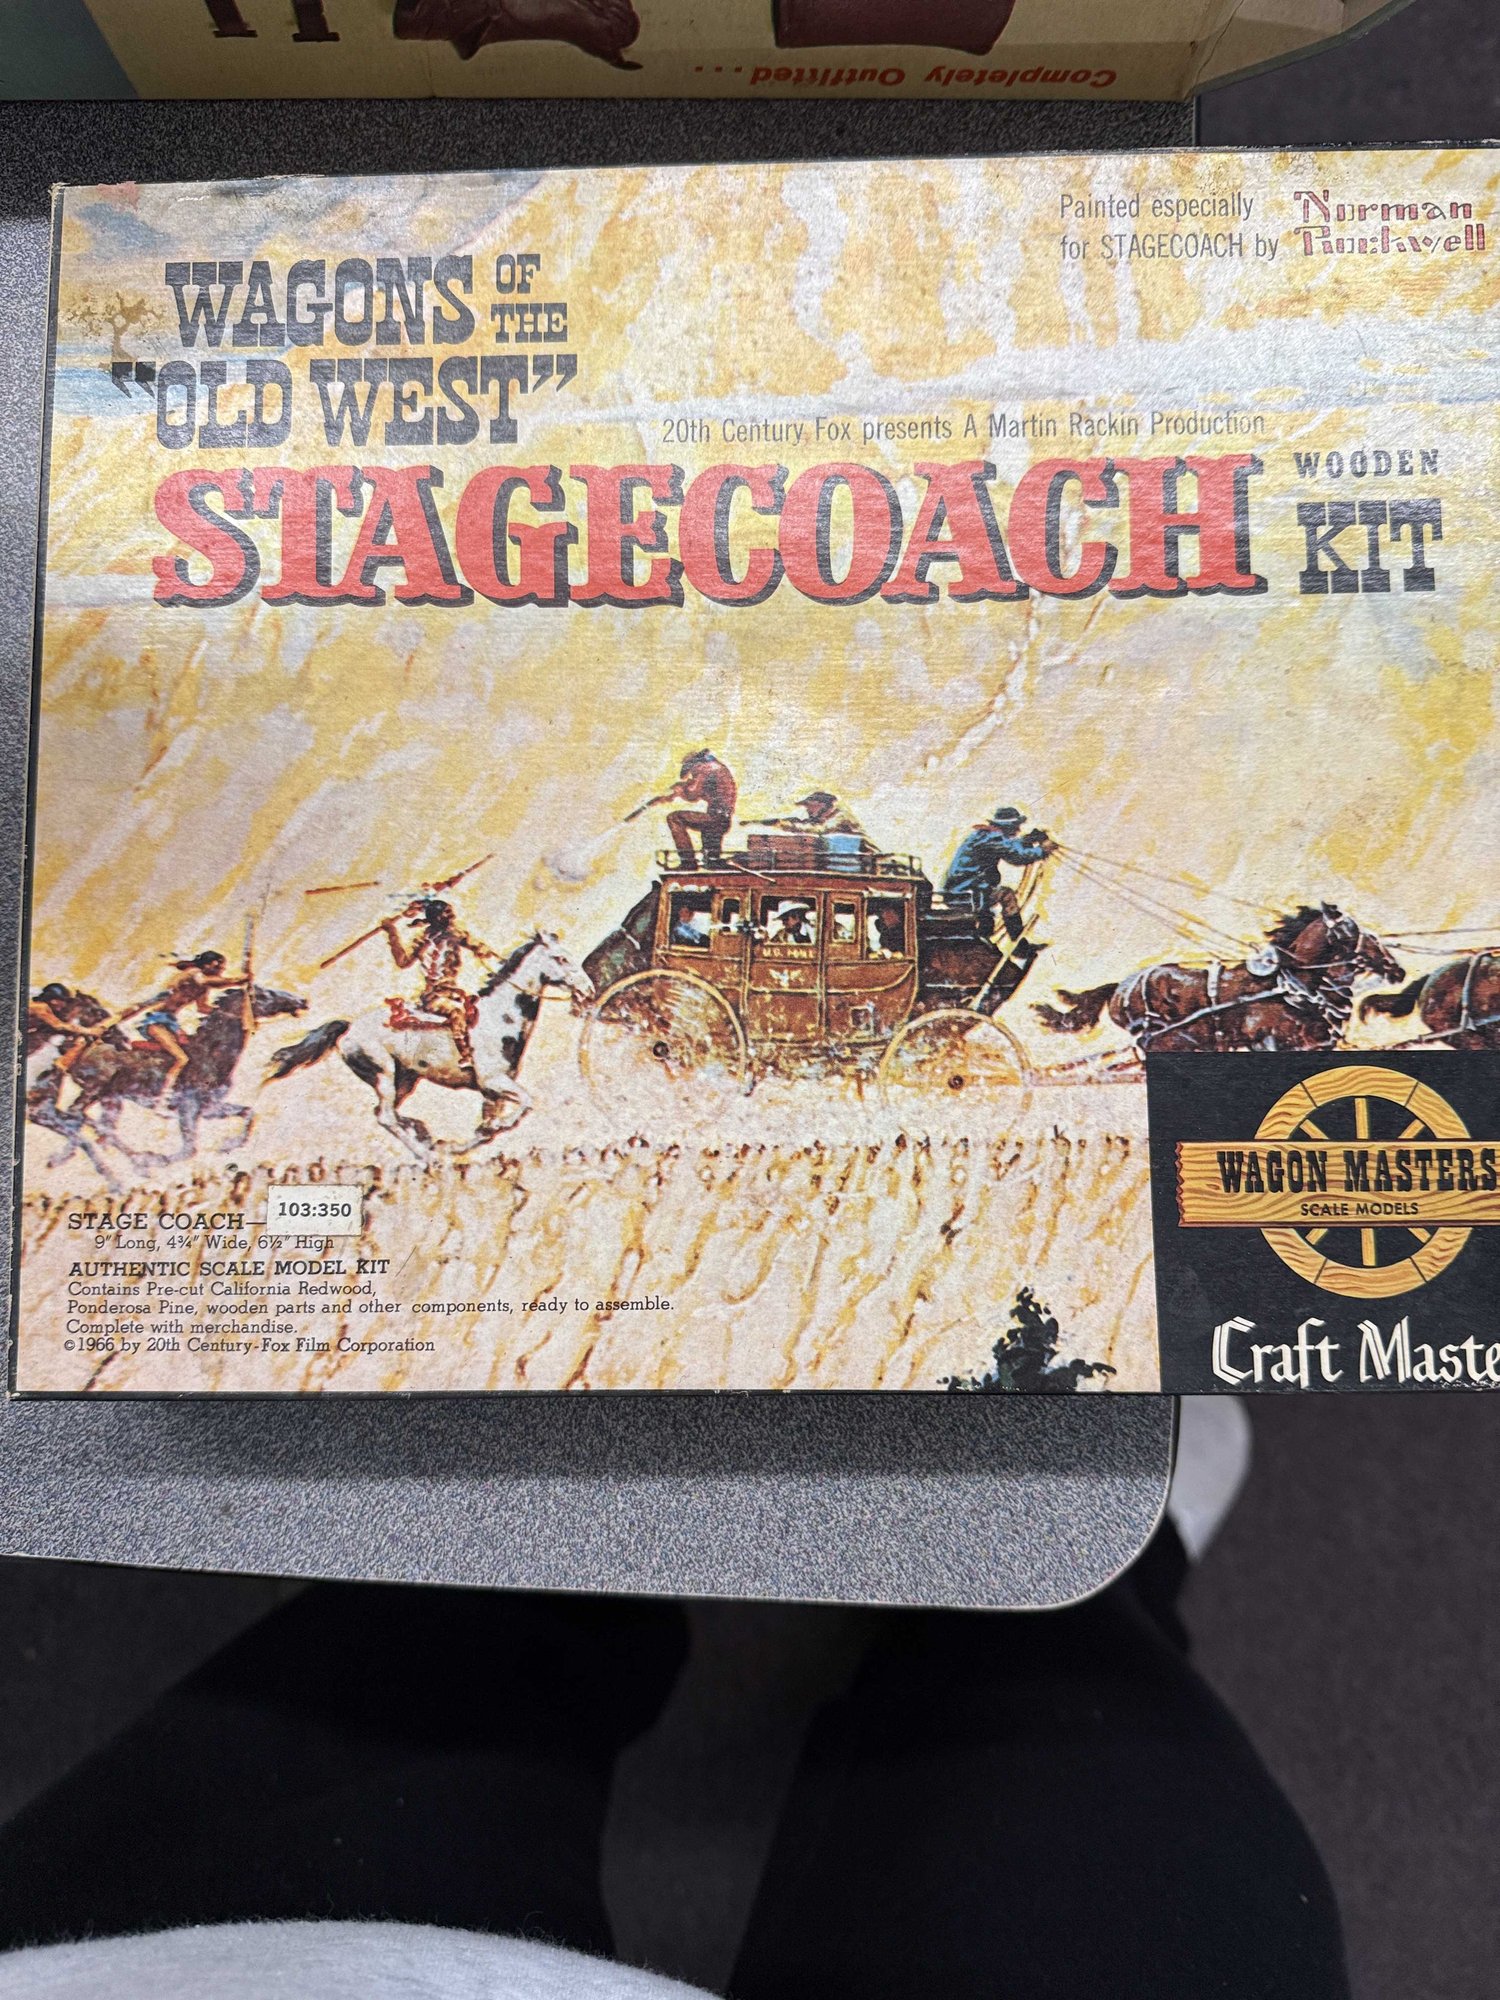 Completely Outfitted...
Painted especially
for STAGECOACH by
Norman
Rockwell
WAGONS OF
THE
"OLD WEST"
20th Century Fox presents A Martin Rackin Production
STAGECOACH
WOODEN
KIT
U.S. MAIL
WAGON MASTERS
SCALE MODELS
Craft Maste
STAGE COACH—
103:350
9" Long, 4¾" Wide, 6½" High
AUTHENTIC SCALE MODEL KIT
Contains Pre-cut California Redwood,
Ponderosa Pine, wooden parts and other components, ready to assemble.
Complete with merchandise.
©1966 by 20th Century-Fox Film Corporation